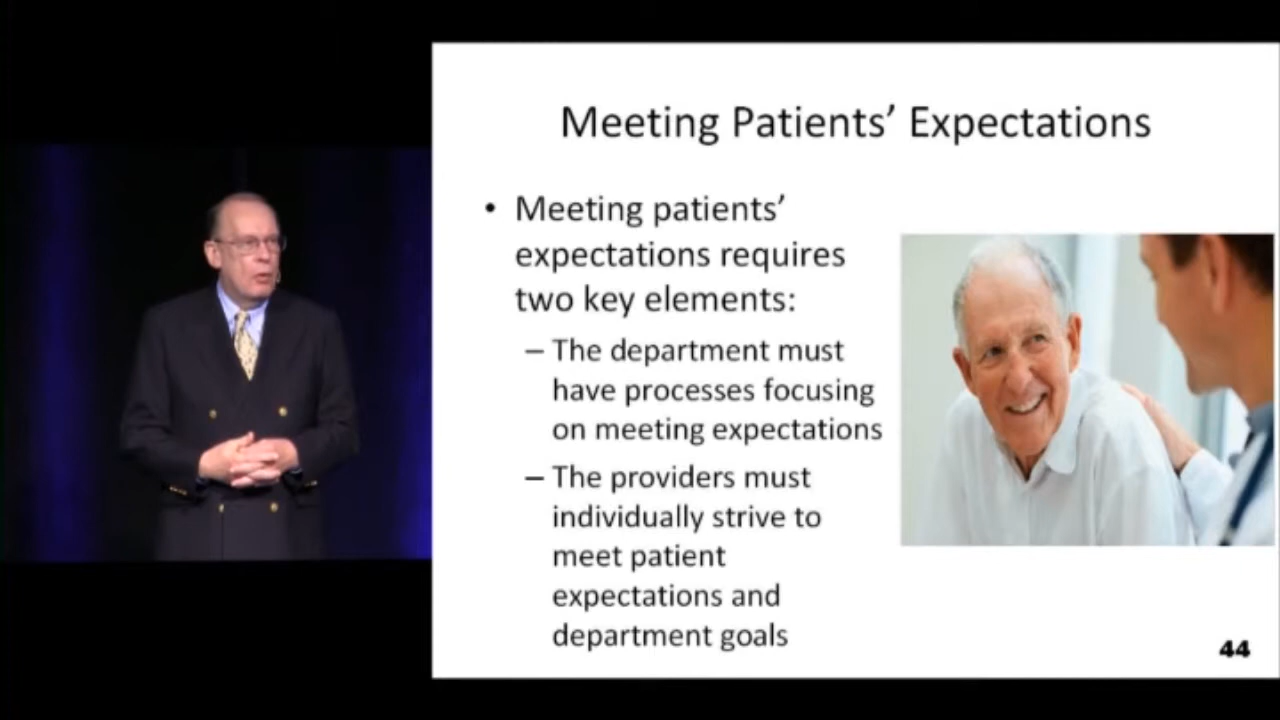 Meeting Patients’ Expectations
• Meeting patients’
expectations requires
two key elements:
– The department must
have processes focusing
on meeting expectations
– The providers must
individually strive to
meet patient
expectations and
department goals
44